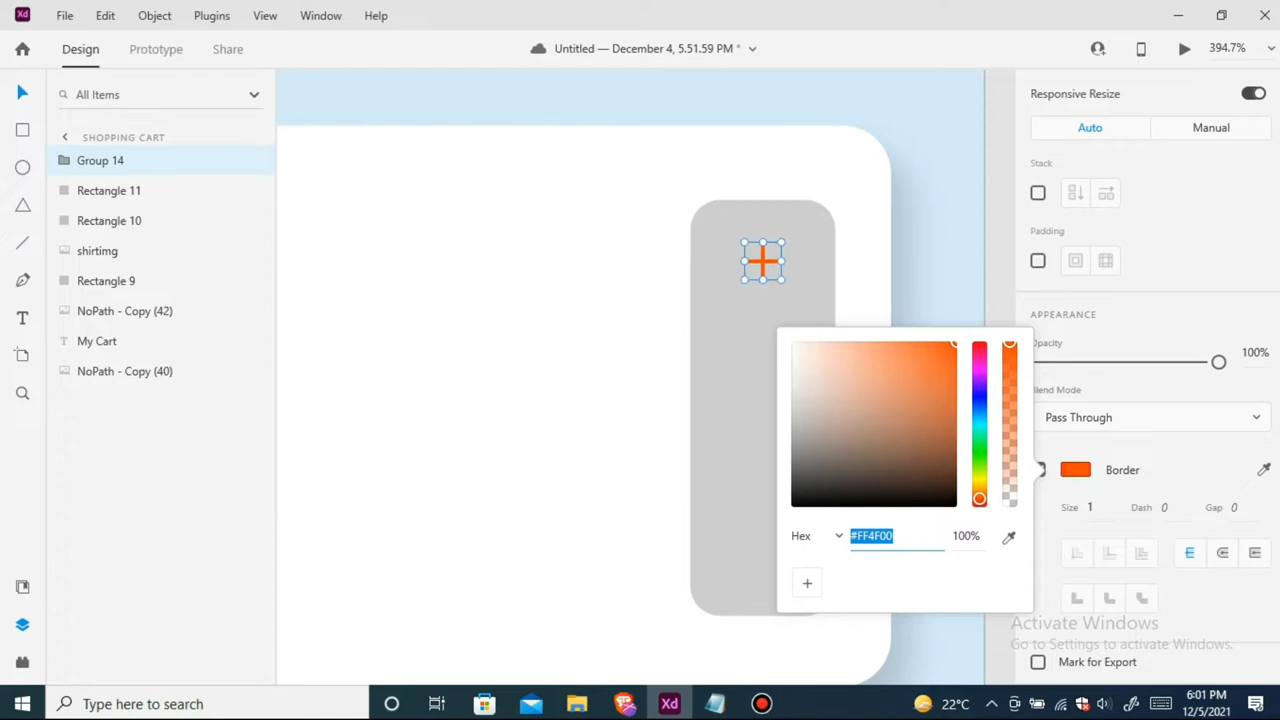 Xd File Edit Object Plugins View Window Help
Design Prototype Share Untitled — December 4, 5.51.59 PM * 394.7%
All Items
SHOPPING CART
Group 14
Rectangle 11
Rectangle 10
shirtimg
Rectangle 9
NoPath - Copy (42)
My Cart
NoPath - Copy (40)
Responsive Resize
Auto Manual
Stack
Padding
APPEARANCE
Opacity
100%
Blend Mode
Pass Through
Border
Size 1 Dash 0 Gap 0
Hex #FF4F00 100%
Activate Windows
Go to Settings to activate Windows.
Mark for Export
Type here to search
Xd
22°C
6:01 PM
12/5/2021